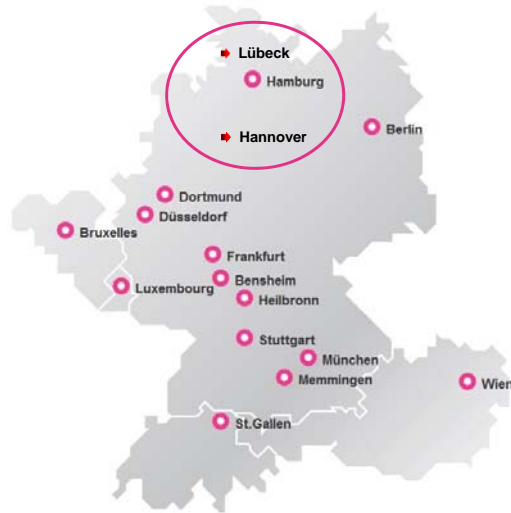 Lübeck
Hamburg
Berlin
Hannover
Dortmund
Düsseldorf
Bruxelles
Frankfurt
Bensheim
Luxembourg
Heilbronn
Stuttgart
München
Memmingen
Wien
St.Gallen